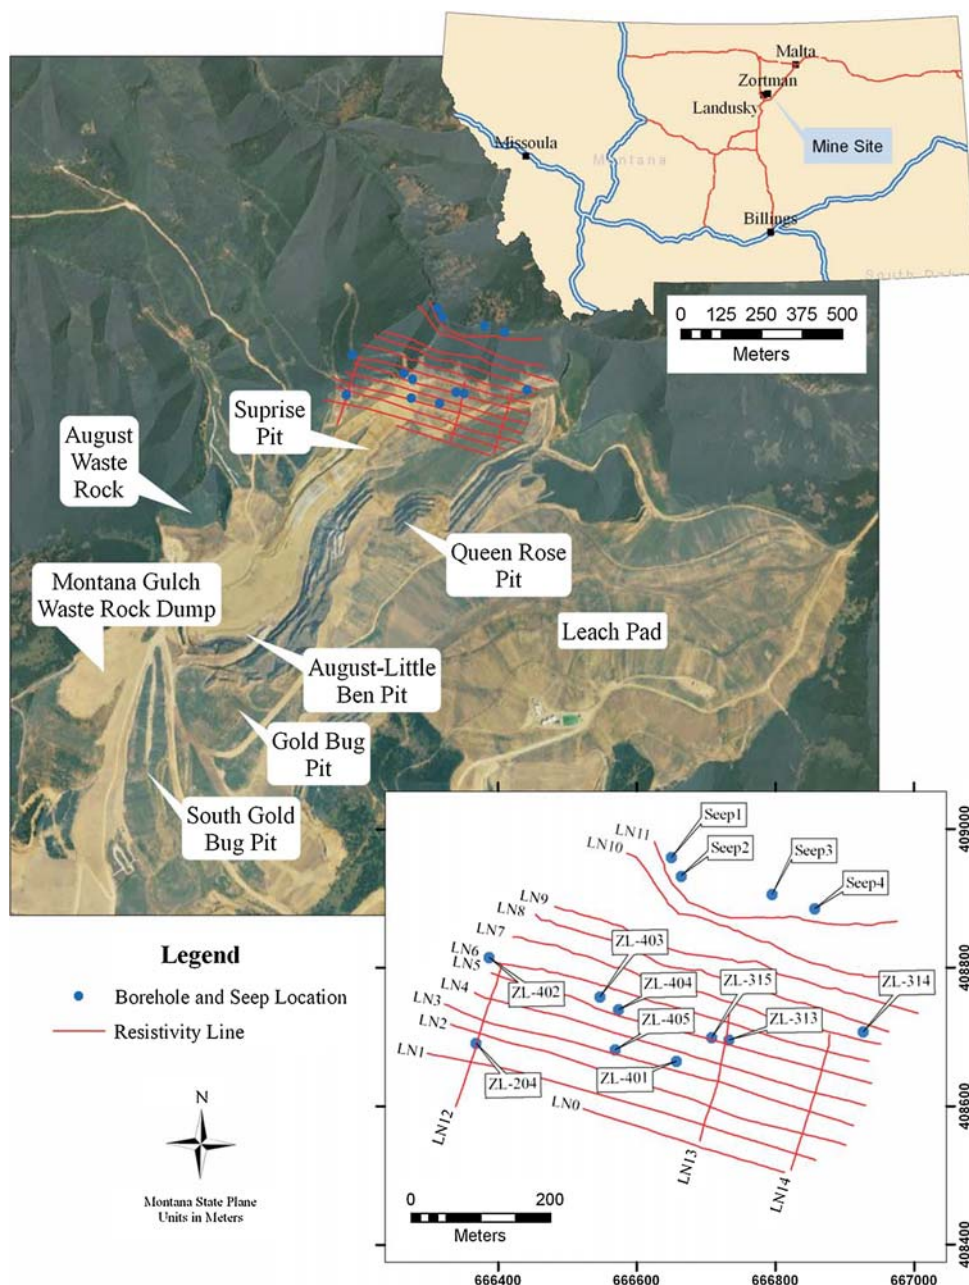 Malta
Zortman
Landusky
Missoula
Montana
Mine Site
Billings
South Dako
0 125 250 375 500
Meters
Suprise
Pit
August
Waste
Rock
Queen Rose
Pit
Montana Gulch
Waste Rock Dump
Leach Pad
August-Little
Ben Pit
Gold Bug
Pit
South Gold
Bug Pit
Legend
Borehole and Seep Location
Resistivity Line
N
Montana State Plane
Units in Meters
Seep1
LN11
LN10
Seep2
Seep3
Seep4
LN9
LN8
LN7
LN6
LN5
LN4
LN3
LN2
LN1
ZL-403
ZL-402
ZL-404
ZL-315
ZL-314
ZL-405
ZL-313
ZL-204
ZL-401
LN0
LN12
LN13
LN14
0 200
Meters
409000
408800
408600
408400
666400 666600 666800 667000